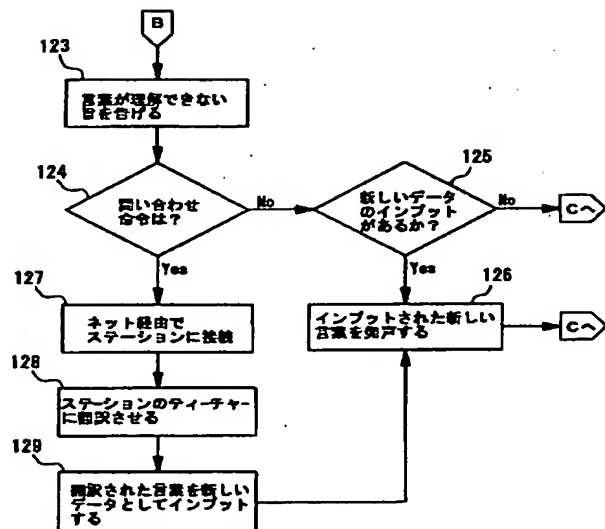 B
123
言葉が理解できない
旨を告げる
124
問い合わせ
命令は?
No
125
新しいデータ
のインプット
があるか?
No
Cへ
Yes
Yes
127
ネット経由で
ステーションに接続
126
インプットされた新しい
言葉を発声する
Cへ
128
ステーションのティーチャー
に翻訳させる
129
翻訳された言葉を新しい
データとしてインプット
する